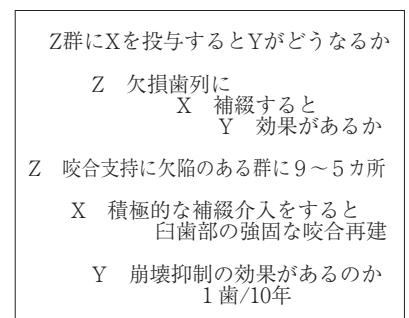 Z群にXを投与するとYがどうなるか
Z 欠損歯列に
X 補綴すると
Y 効果があるか
Z 咬合支持に欠陥のある群に9～5カ所
X 積極的な補綴介入をすると
臼歯部の強固な咬合再建
Y 崩壊抑制の効果があるのか
1歯/10年